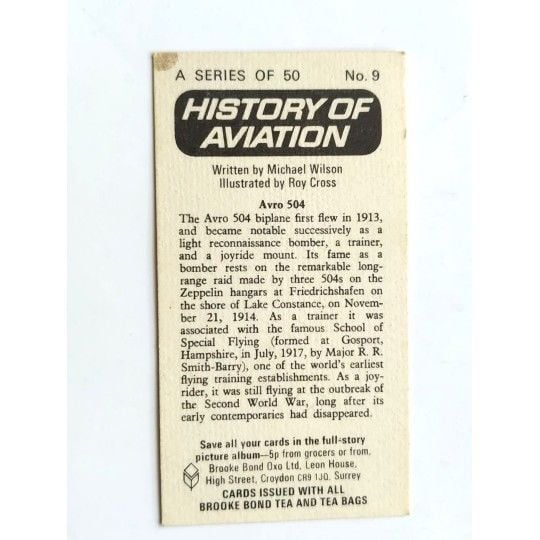 A SERIES OF 50 No. 9
HISTORY OF
AVIATION
Written by Michael Wilson
Illustrated by Roy Cross
Avro 504
The Avro 504 biplane first flew in 1913,
and became notable successively as a
light reconnaissance bomber, a trainer,
and a joyride mount. Its fame as a
bomber rests on the remarkable long-
range raid made by three 504s on the
Zeppelin hangars at Friedrichshafen on
the shore of Lake Constance, on Novem-
ber 21, 1914. As a trainer it was
associated with the famous School of
Special Flying (formed at Gosport,
Hampshire, in July, 1917, by Major R. R.
Smith-Barry), one of the world's earliest
flying training establishments. As a joy-
rider, it was still flying at the outbreak of
the Second World War, long after its
early contemporaries had disappeared.
Save all your cards in the full-story
picture album—5p from grocers or from,
Brooke Bond Oxo Ltd, Leon House,
High Street, Croydon CR9 1JQ, Surrey
CARDS ISSUED WITH ALL
BROOKE BOND TEA AND TEA BAGS